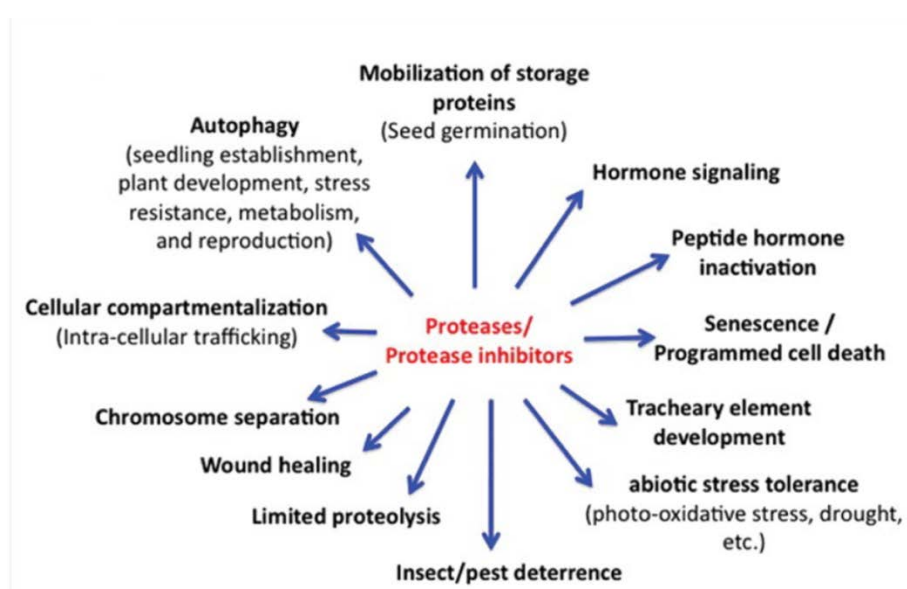 Mobilization of storage
proteins
(Seed germination)
Autophagy
(seedling establishment,
plant development, stress
resistance, metabolism,
and reproduction)
Hormone signaling
Peptide hormone
inactivation
Cellular compartmentalization
(Intra-cellular trafficking)
Proteases/
Protease inhibitors
Senescence /
Programmed cell death
Chromosome separation
Tracheary element
development
Wound healing
abiotic stress tolerance
(photo-oxidative stress, drought,
etc.)
Limited proteolysis
Insect/pest deterrence